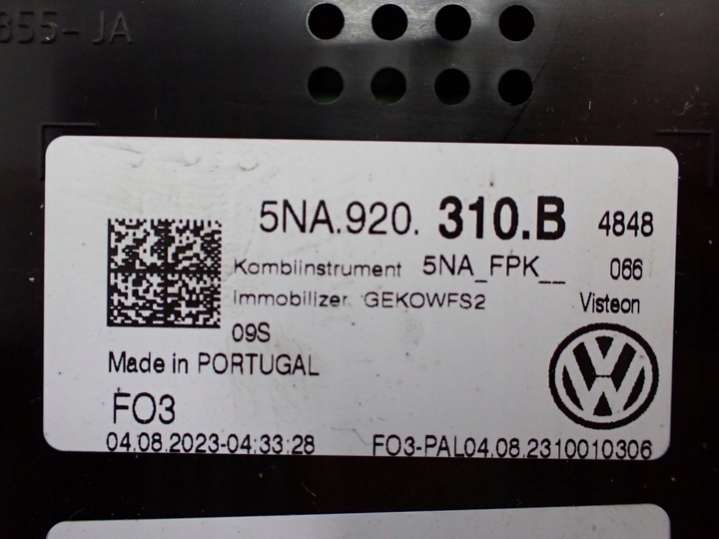 855-JA
5NA.920. 310.B 4848
Kombiinstrument 5NA_FPK__ 066
Immobilizer GEKOWFS2 Visteon
09S
Made in PORTUGAL
FO3
04.08.2023-04:33:28 FO3-PAL04.08.2310010306